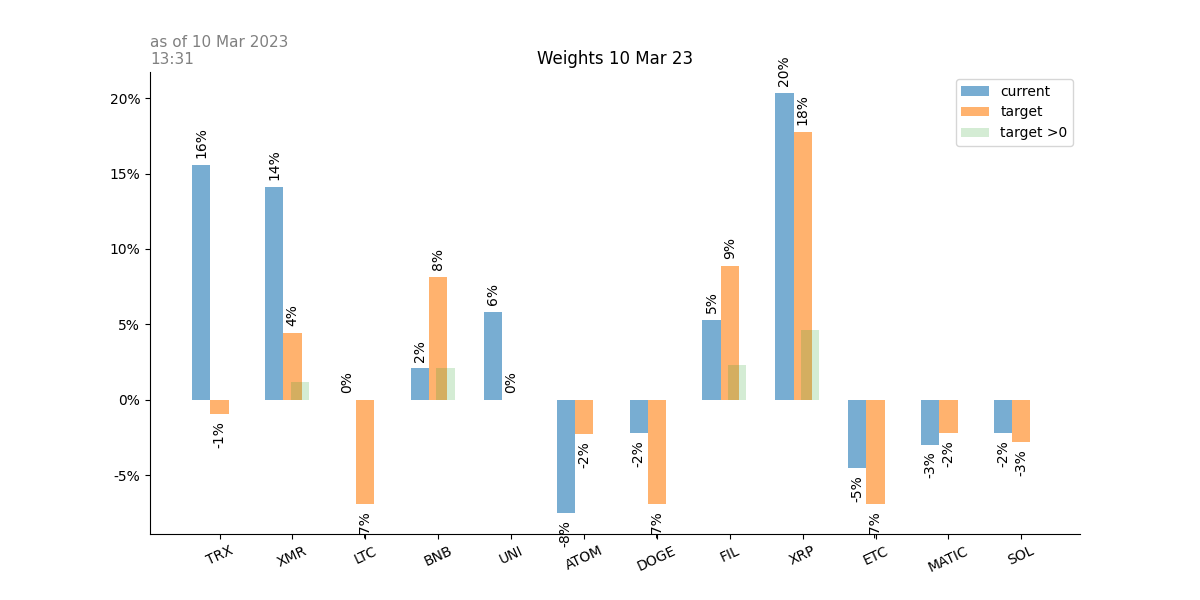 as of 10 Mar 2023
13:31
Weights 10 Mar 23
current
target
target >0
20%
15%
10%
5%
0%
-5%
16%
-1%
14%
4%
0%
-7%
2%
8%
6%
0%
-8%
-2%
-2%
-7%
5%
9%
20%
18%
-5%
-7%
-3%
-2%
-2%
-3%
TRX
XMR
LTC
BNB
UNI
ATOM
DOGE
FIL
XRP
ETC
MATIC
SOL